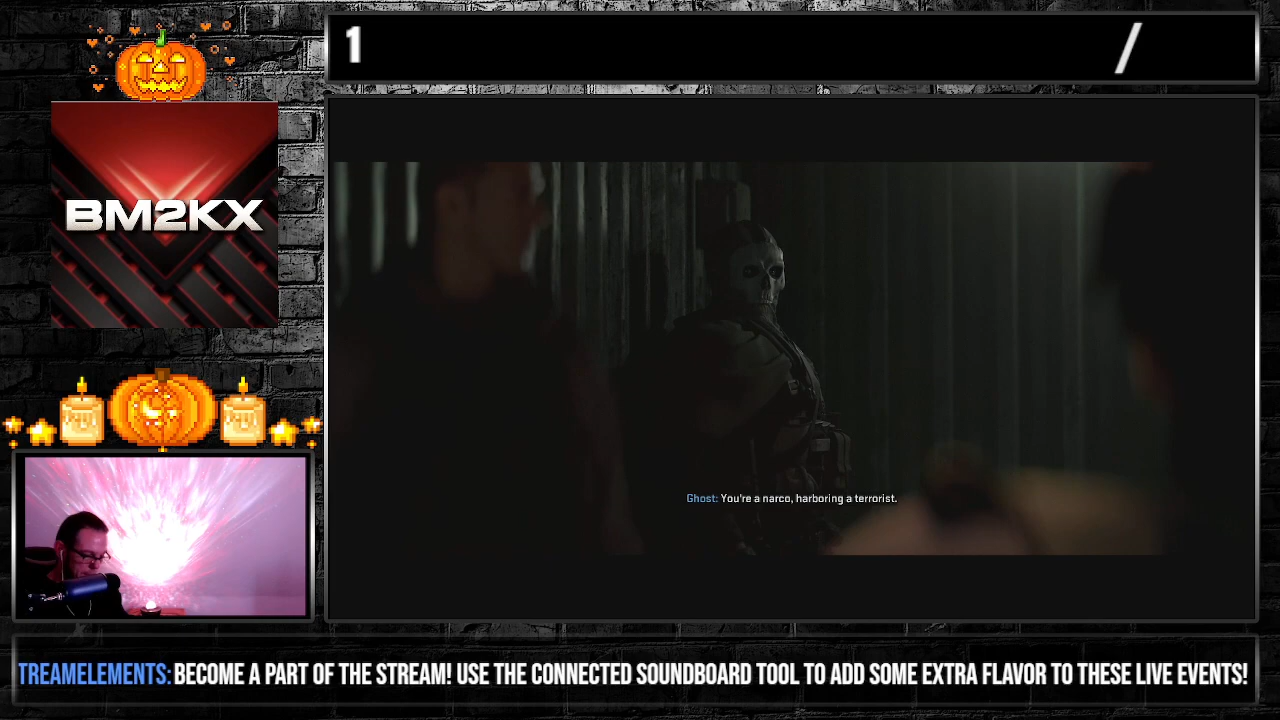 1 /
BM2KX
Ghost: You're a narco, harboring a terrorist.
TREAMELEMENTS: BECOME A PART OF THE STREAM! USE THE CONNECTED SOUNDBOARD TOOL TO ADD SOME EXTRA FLAVOR TO THESE LIVE EVENTS!